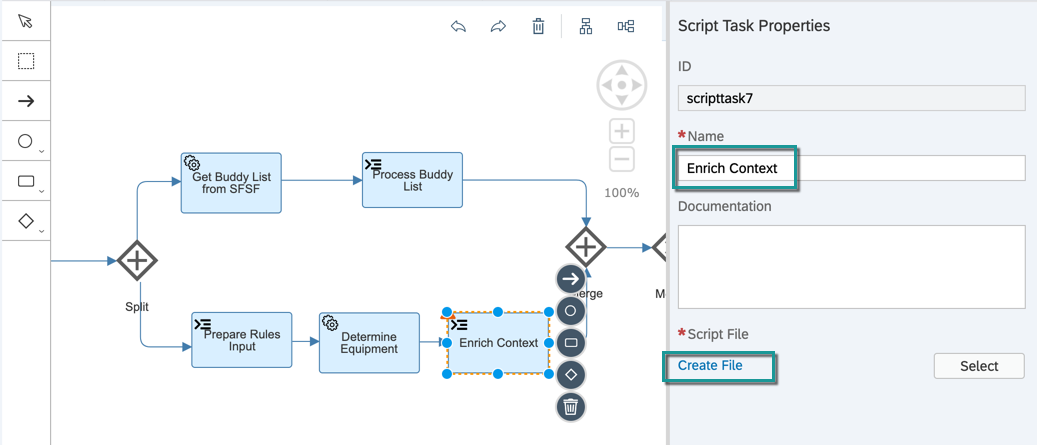 Script Task Properties
ID
scripttask7
*Name
Enrich Context
Documentation
*Script File
Create File
Select
100%
Get Buddy List
from SFSF
Process Buddy
List
Split
erge
M
Prepare Rules
Input
Determine
Equipment
Enrich Context